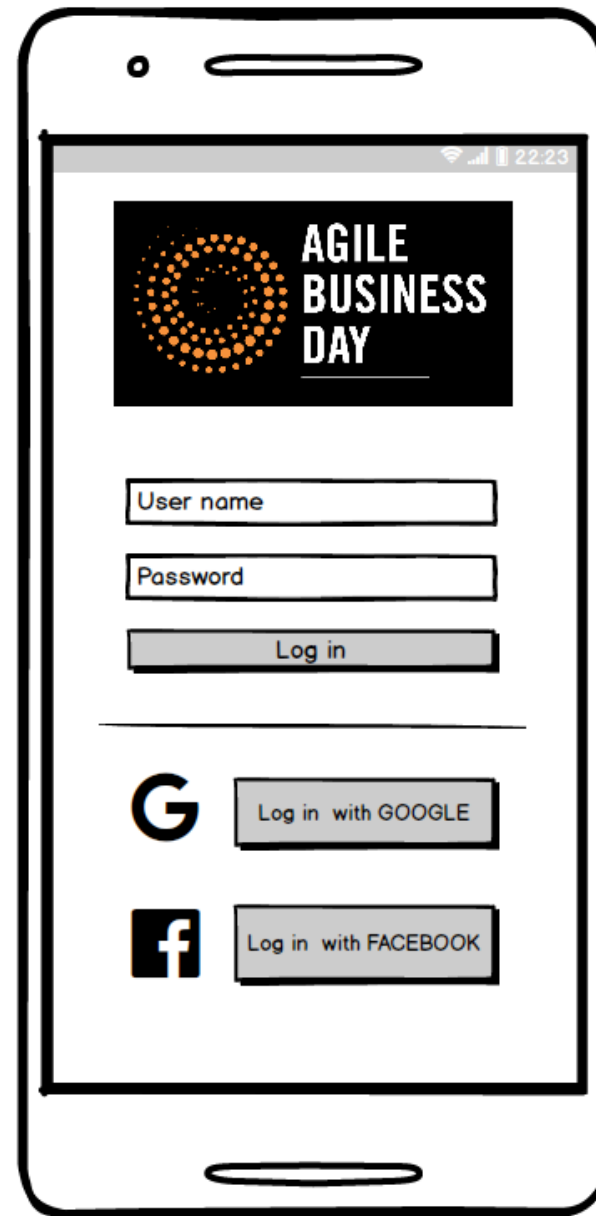 22:23
AGILE
BUSINESS
DAY
User name
Password
Log in
Log in with GOOGLE
Log in with FACEBOOK